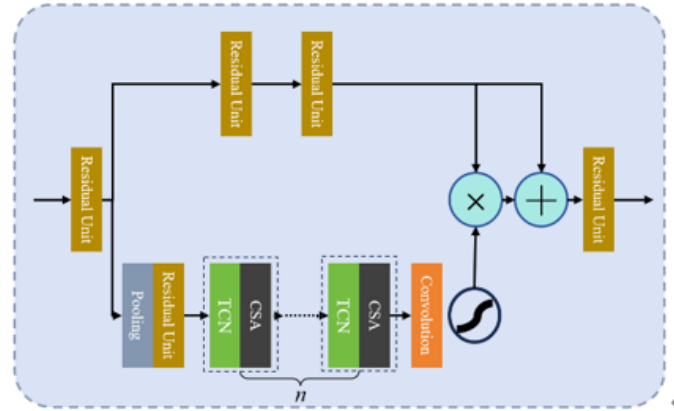 Residual Unit
Residual Unit
Residual Unit
×
+
Residual Unit
Pooling
Residual Unit
TCN
CSA
TCN
CSA
Convolution
n